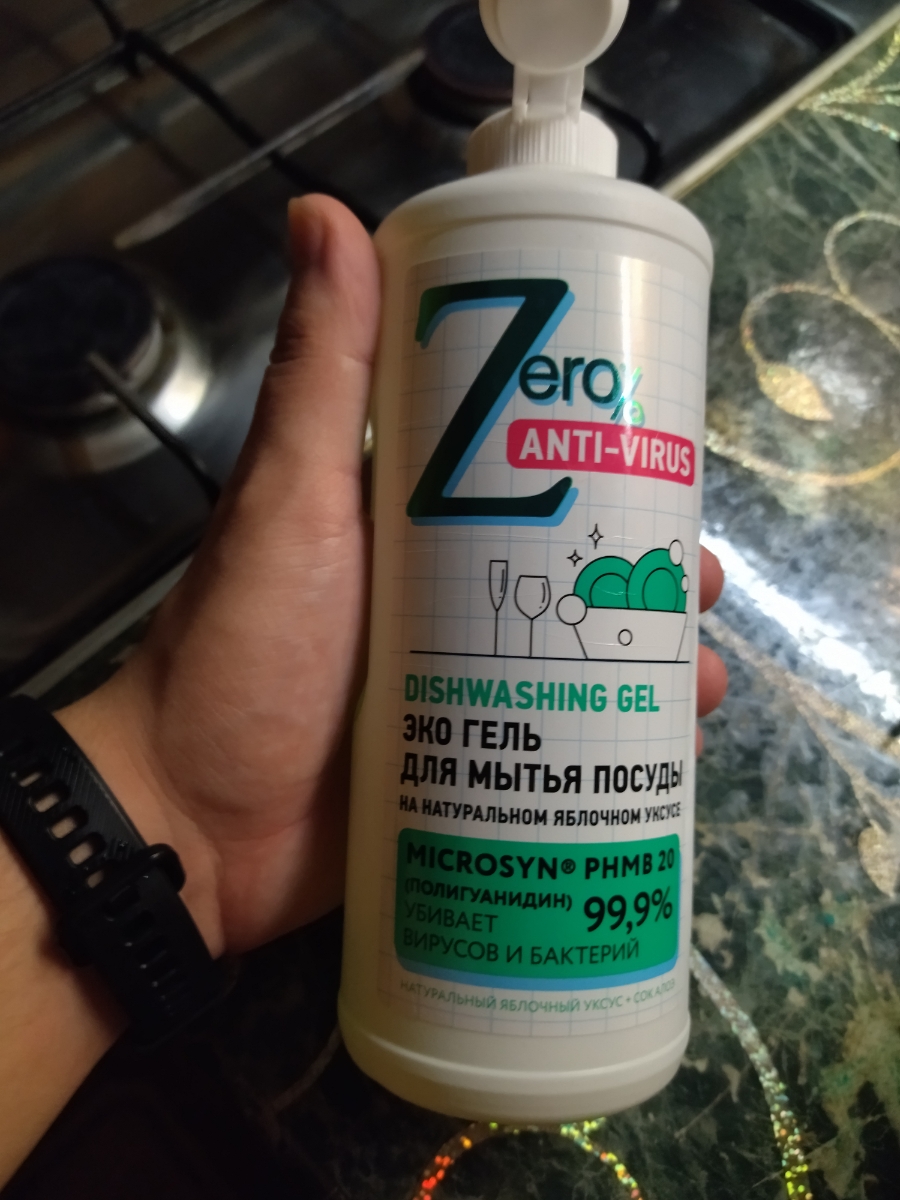 Zero%
ANTI-VIRUS
DISHWASHING GEL
ЭКО ГЕЛЬ
ДЛЯ МЫТЬЯ ПОСУДЫ
НА НАТУРАЛЬНОМ ЯБЛОЧНОМ УКСУСЕ
MICROSYN® PHMB 20
(ПОЛИГУАНИДИН)
УБИВАЕТ 99,9%
ВИРУСОВ И БАКТЕРИЙ
НАТУРАЛЬНЫЙ ЯБЛОЧНЫЙ УКСУС + СОК АЛОЭ